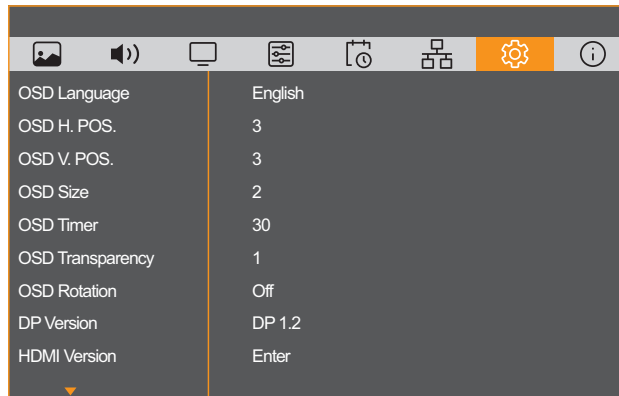 OSD Language English
OSD H. POS. 3
OSD V. POS. 3
OSD Size 2
OSD Timer 30
OSD Transparency 1
OSD Rotation Off
DP Version DP 1.2
HDMI Version Enter